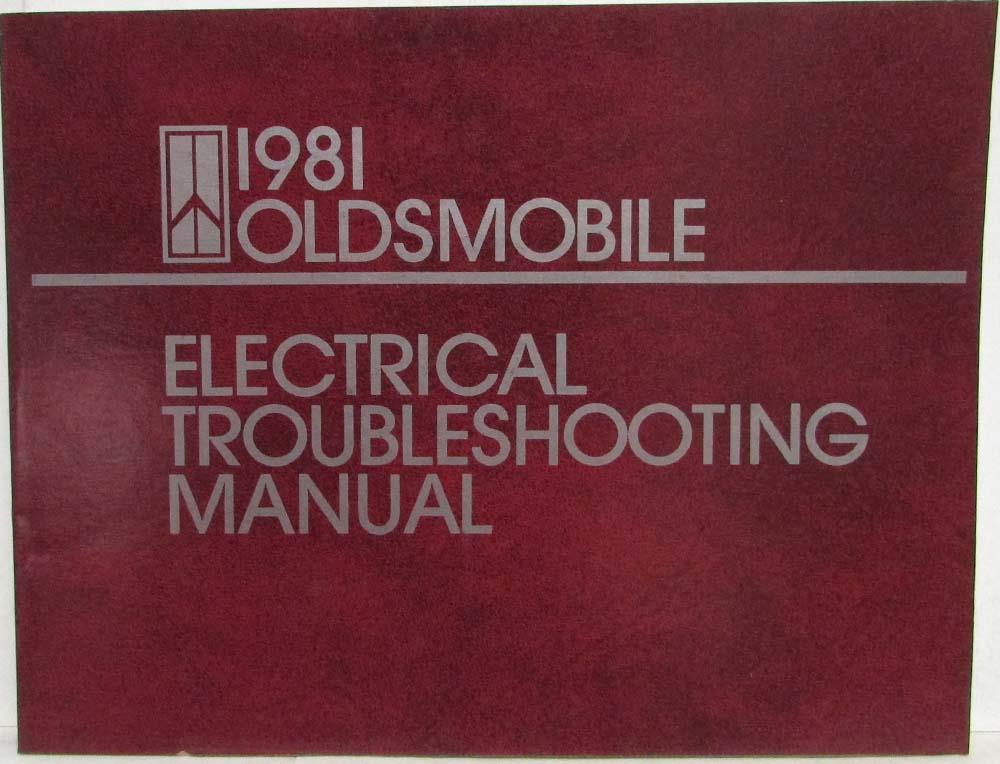 1981
OLDSMOBILE
ELECTRICAL
TROUBLESHOOTING
MANUAL